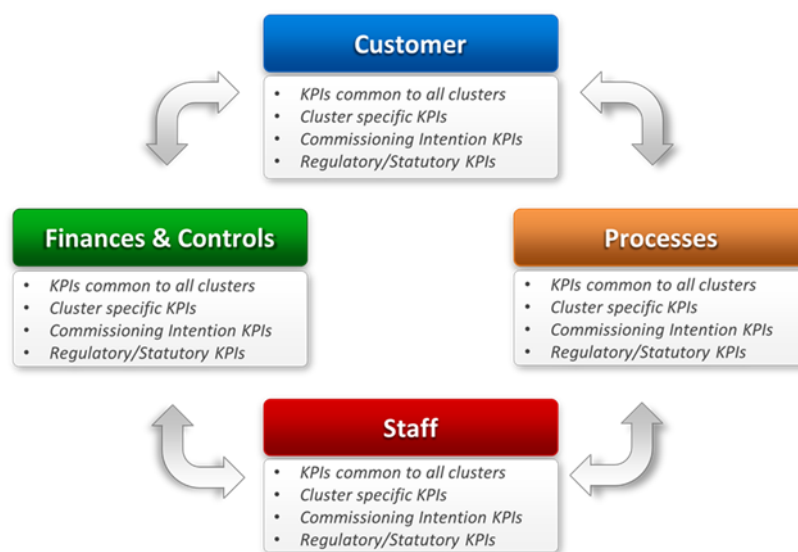 Customer
• KPIs common to all clusters
• Cluster specific KPIs
• Commissioning Intention KPIs
• Regulatory/Statutory KPIs
Finances & Controls
• KPIs common to all clusters
• Cluster specific KPIs
• Commissioning Intention KPIs
• Regulatory/Statutory KPIs
Processes
• KPIs common to all clusters
• Cluster specific KPIs
• Commissioning Intention KPIs
• Regulatory/Statutory KPIs
Staff
• KPIs common to all clusters
• Cluster specific KPIs
• Commissioning Intention KPIs
• Regulatory/Statutory KPIs